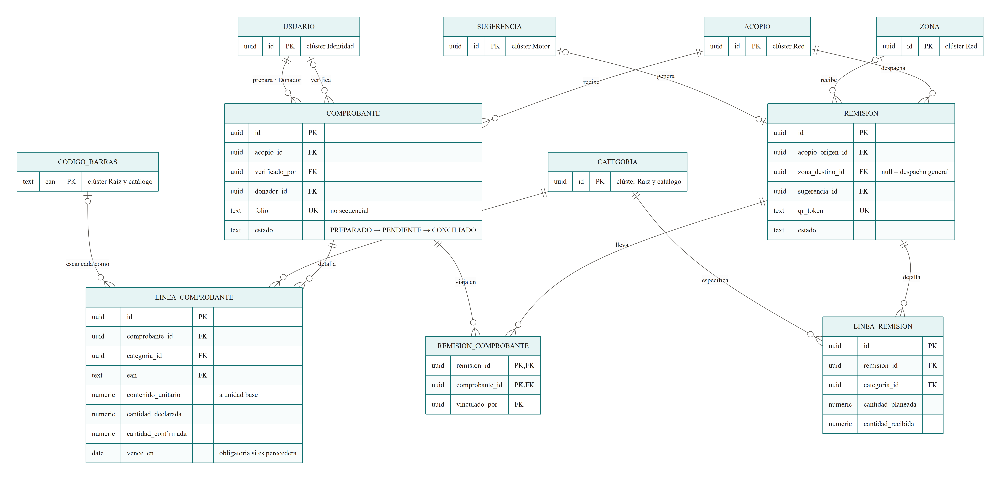 USUARIO
uuid id PK clúster Identidad
SUGERENCIA
uuid id PK clúster Motor
ACOPIO
uuid id PK clúster Red
ZONA
uuid id PK clúster Red
prepara · Donador
verifica
recibe
genera
recibe
despacha
COMPROBANTE
uuid id PK
uuid acopio_id FK
uuid verificado_por FK
uuid donador_id FK
text folio UK no secuencial
text estado PREPARADO → PENDIENTE → CONCILIADO
REMISION
uuid id PK
uuid acopio_origen_id FK
uuid zona_destino_id FK null = despacho general
uuid sugerencia_id FK
text qr_token UK
text estado
CODIGO_BARRAS
text ean PK clúster Raíz y catálogo
CATEGORIA
uuid id PK clúster Raíz y catálogo
escaneada como
detalla
viaja en
lleva
especifica
detalla
LINEA_COMPROBANTE
uuid id PK
uuid comprobante_id FK
uuid categoria_id FK
text ean FK
numeric contenido_unitario a unidad base
numeric cantidad_declarada
numeric cantidad_confirmada
date vence_en obligatoria si es perecedera
REMISION_COMPROBANTE
uuid remision_id PK,FK
uuid comprobante_id PK,FK
uuid vinculado_por FK
LINEA_REMISION
uuid id PK
uuid remision_id FK
uuid categoria_id FK
numeric cantidad_planeada
numeric cantidad_recibida